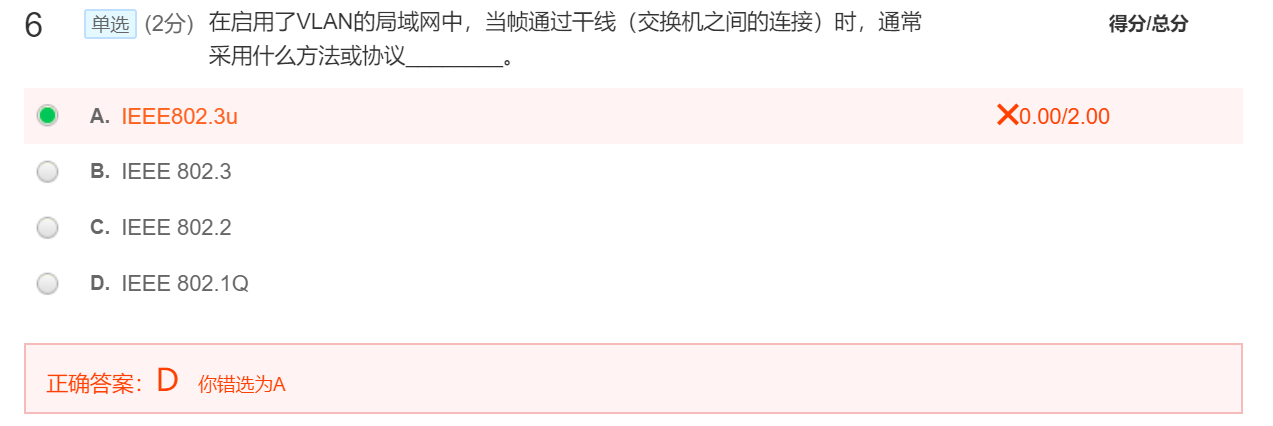 6 单选 (2分) 在启用了VLAN的局域网中，当帧通过干线（交换机之间的连接）时，通常 得分/总分
采用什么方法或协议________。
A. IEEE802.3u ✕0.00/2.00
B. IEEE 802.3
C. IEEE 802.2
D. IEEE 802.1Q
正确答案：D 你错选为A